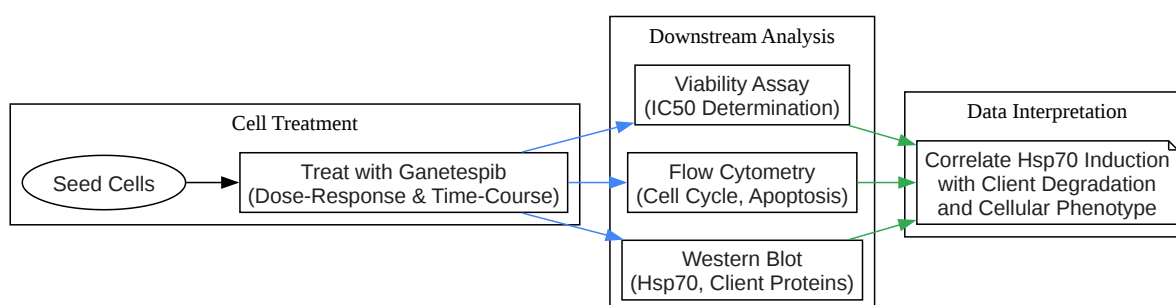 Cell Treatment
Seed Cells
Treat with Ganetespib
(Dose-Response & Time-Course)
Downstream Analysis
Viability Assay
(IC50 Determination)
Flow Cytometry
(Cell Cycle, Apoptosis)
Western Blot
(Hsp70, Client Proteins)
Data Interpretation
Correlate Hsp70 Induction
with Client Degradation
and Cellular Phenotype